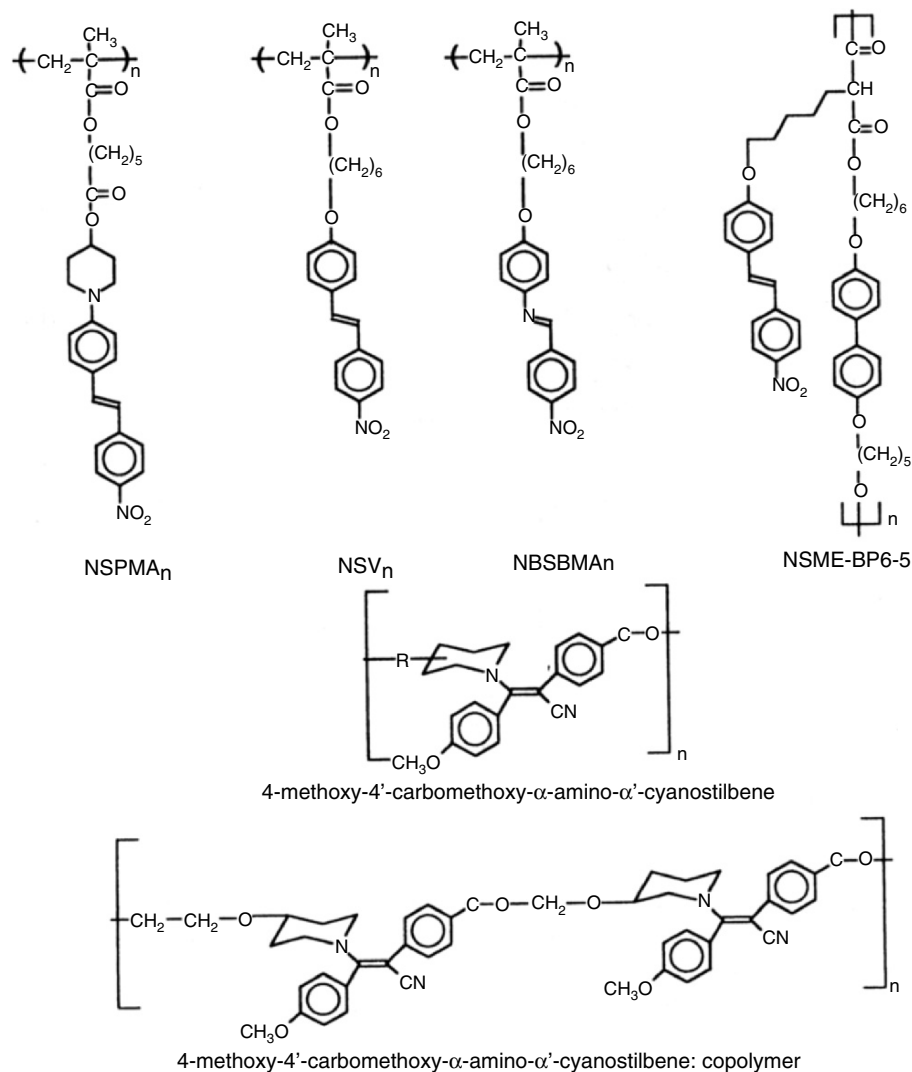 CH₃
(CH₂—C)n
C=O
O
(CH₂)₅
C=O
O
N
NO₂
NSPMAn
CH₃
(CH₂—C)n
C=O
O
(CH₂)₆
O
NO₂
NSVn
CH₃
(CH₂—C)n
C=O
O
(CH₂)₆
O
N
NO₂
NBSBMAn
C=O
CH
C=O
O
(CH₂)₆
O
O
NO₂
O
(CH₂)₅
O
n
NSME-BP6-5
R
N
CN
C—O
CH₃O
n
4-methoxy-4'-carbomethoxy-α-amino-α'-cyanostilbene
C—C—O
N
CN
CH₃O
C—O—CH₂—O
N
CN
CH₃O
C—O
n
4-methoxy-4'-carbomethoxy-α-amino-α'-cyanostilbene: copolymer